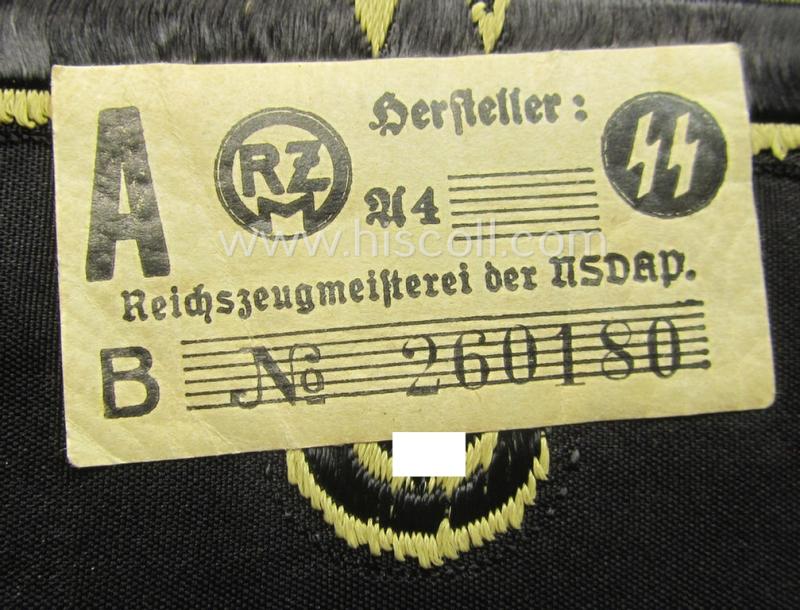 A
RZM
Hersteller:
A4
Reichszeugmeisterei der NSDAP.
B
No 260180
www.hiscoll.com